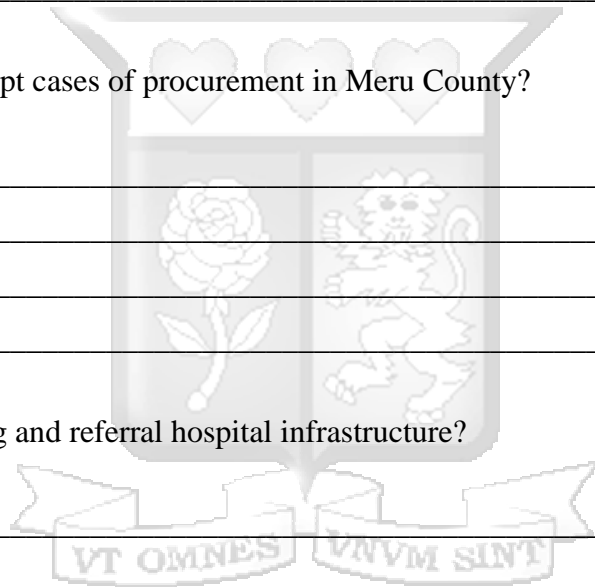 pt cases of procurement in Meru County?
g and referral hospital infrastructure?
VT OMNES VNVM SINT